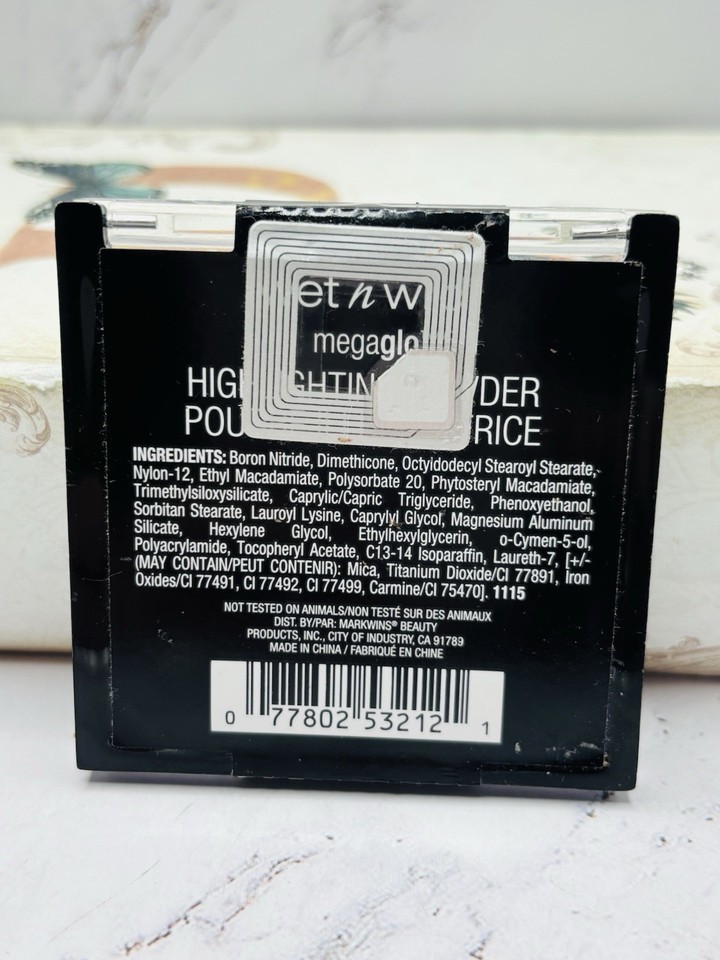 et n w
megaglo
HIGHLIGHTING POWDER
POUDRE ILLUMINATRICE
INGREDIENTS: Boron Nitride, Dimethicone, Octyldodecyl Stearoyl Stearate,
Nylon-12, Ethyl Macadamiate, Polysorbate 20, Phytosteryl Macadamiate,
Trimethylsiloxysilicate, Caprylic/Capric Triglyceride, Phenoxyethanol,
Sorbitan Stearate, Lauroyl Lysine, Caprylyl Glycol, Magnesium Aluminum
Silicate, Hexylene Glycol, Ethylhexylglycerin, o-Cymen-5-ol,
Polyacrylamide, Tocopheryl Acetate, C13-14 Isoparaffin, Laureth-7, [+/-
(MAY CONTAIN/PEUT CONTENIR): Mica, Titanium Dioxide/CI 77891, Iron
Oxides/CI 77491, CI 77492, CI 77499, Carmine/CI 75470]. 1115
NOT TESTED ON ANIMALS/NON TESTÉ SUR DES ANIMAUX
DIST. BY/PAR: MARKWINS® BEAUTY
PRODUCTS, INC., CITY OF INDUSTRY, CA 91789
MADE IN CHINA / FABRIQUÉ EN CHINE
0 77802 53212 1